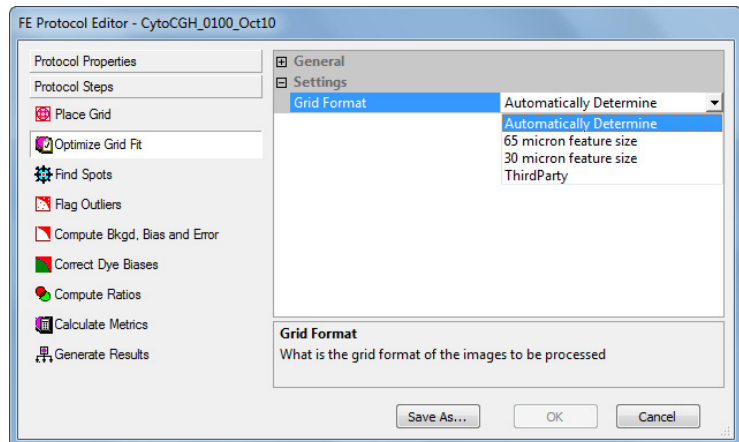 FE Protocol Editor - CytoCGH_0100_Oct10
Protocol Properties
Protocol Steps
Place Grid
Optimize Grid Fit
Find Spots
Flag Outliers
Compute Bkgd, Bias and Error
Correct Dye Biases
Compute Ratios
Calculate Metrics
Generate Results
General
Settings
Grid Format Automatically Determine
Automatically Determine
65 micron feature size
30 micron feature size
ThirdParty
Grid Format
What is the grid format of the images to be processed
Save As... OK Cancel